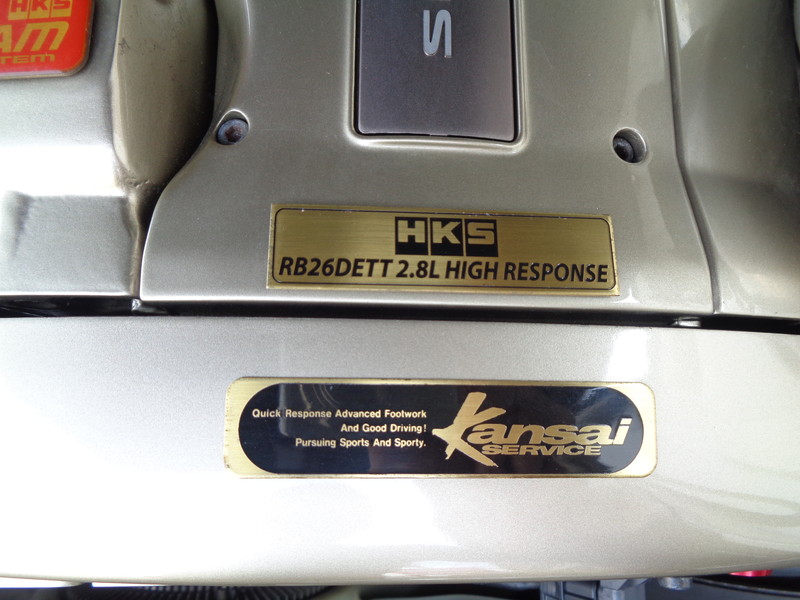 HKS
HKS
RB26DETT 2.8L HIGH RESPONSE
Quick Response Advanced Footwork
And Good Driving!
Pursuing Sports And Sporty.
Kansai
SERVICE